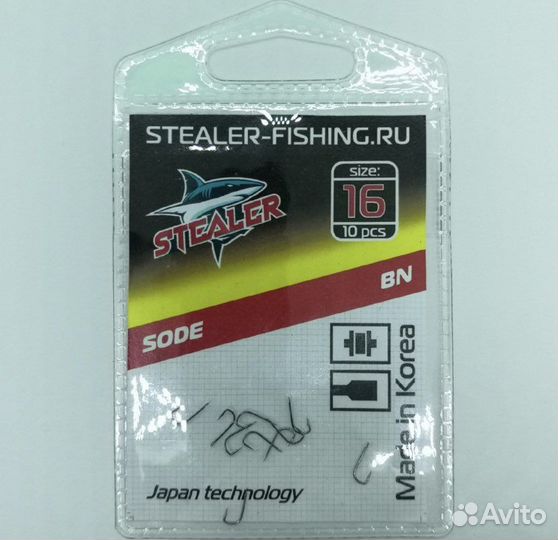 STEALER-FISHING.RU
size:
16
10 pcs
STEALER
BN
SODE
Made in Korea
Japan technology
Avito